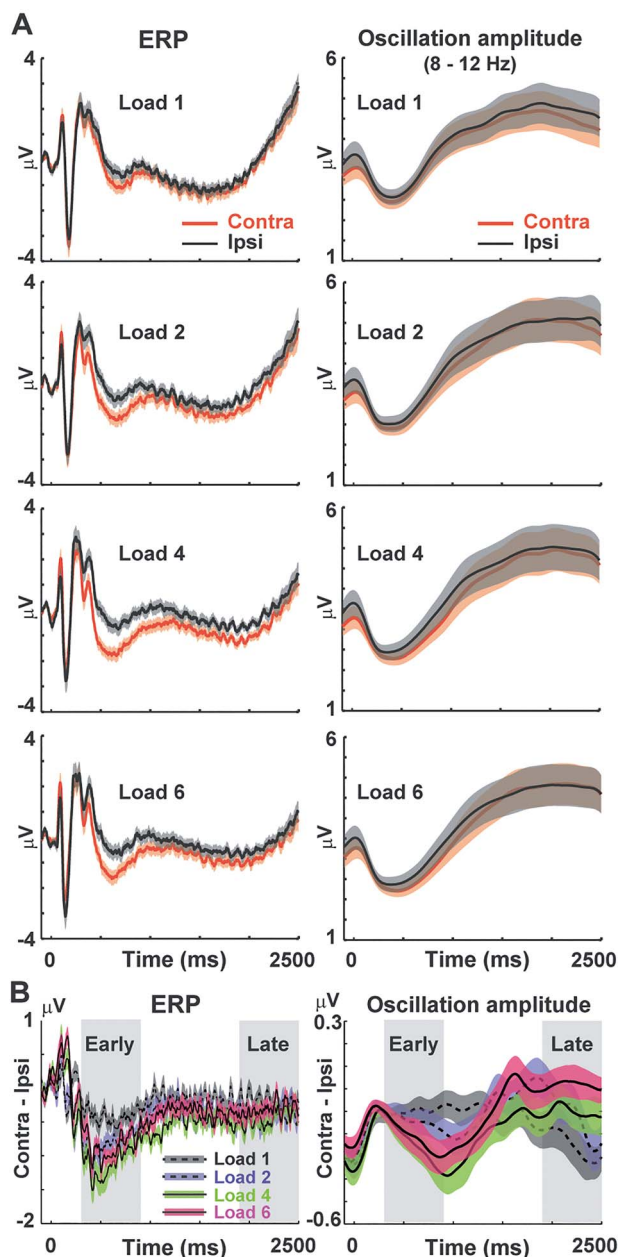 A
ERP
Oscillation amplitude
(8 - 12 Hz)
4
Load 1
μV
Contra
Ipsi
-4
6
Load 1
μV
Contra
Ipsi
1
4
Load 2
μV
-4
6
Load 2
μV
1
4
Load 4
μV
-4
6
Load 4
μV
1
4
Load 6
μV
-4
0
Time (ms)
2500
6
Load 6
μV
1
0
Time (ms)
2500
B
μV
ERP
1
Early
Late
Contra - Ipsi
Load 1
Load 2
Load 4
Load 6
-2
0
Time (ms)
2500
μV
Oscillation amplitude
0.3
Early
Late
Contra - Ipsi
-0.6
0
Time (ms)
2500